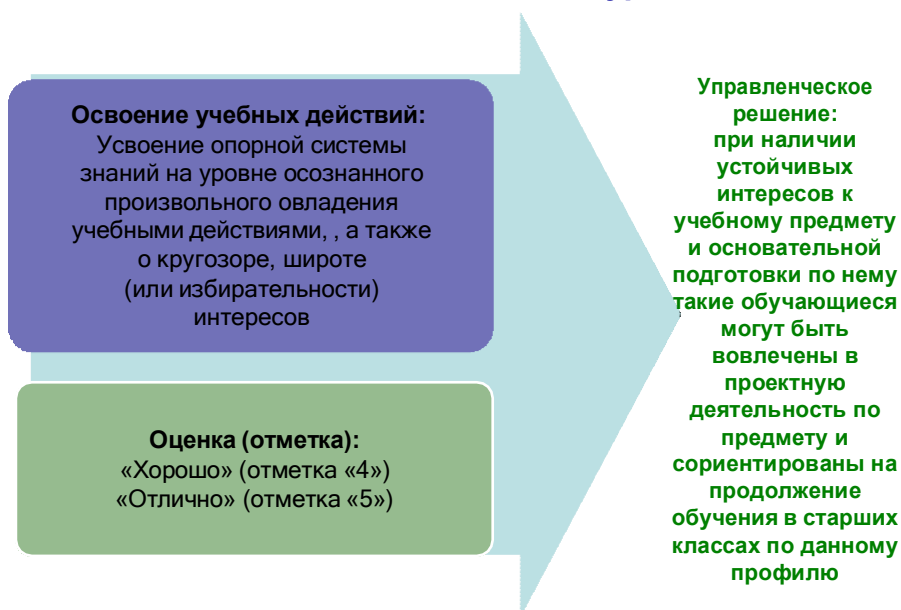 Освоение учебных действий:
Усвоение опорной системы
знаний на уровне осознанного
произвольного овладения
учебными действиями, , а также
о кругозоре, широте
(или избирательности)
интересов
Оценка (отметка):
«Хорошо» (отметка «4»)
«Отлично» (отметка «5»)
Управленческое
решение:
при наличии
устойчивых
интересов к
учебному предмету
и основательной
подготовки по нему
такие обучающиеся
могут быть
вовлечены в
проектную
деятельность по
предмету и
сориентированы на
продолжение
обучения в старших
классах по данному
профилю